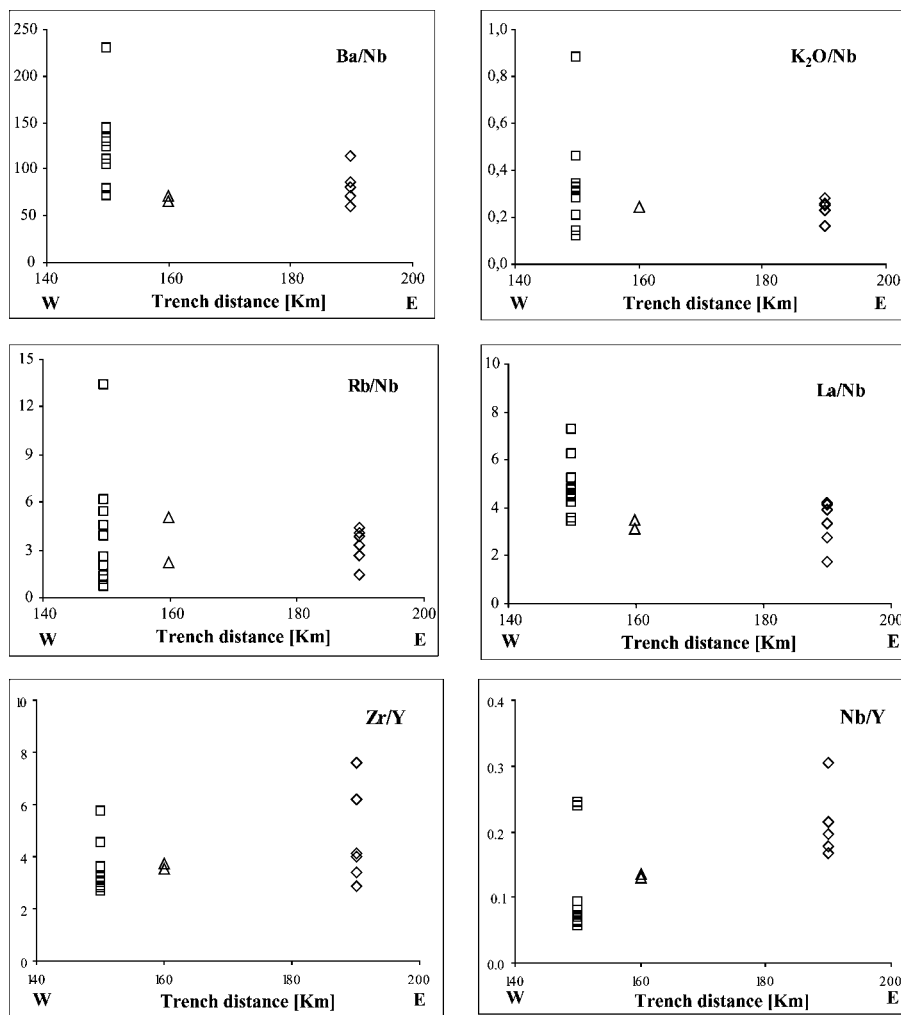 Ba/Nb
250
200
150
100
50
0
140 160 180 200
W Trench distance [Km] E
K₂O/Nb
1,0
0,8
0,6
0,4
0,2
0,0
140 160 180 200
W Trench distance [Km] E
Rb/Nb
15
12
9
6
3
0
140 160 180 200
W Trench distance [Km] E
La/Nb
10
8
6
4
2
0
140 160 180 200
W Trench distance [Km] E
Zr/Y
10
8
6
4
2
0
140 160 180 200
W Trench distance [Km] E
Nb/Y
0.4
0.3
0.2
0.1
0.0
140 160 180 200
W Trench distance [Km] E